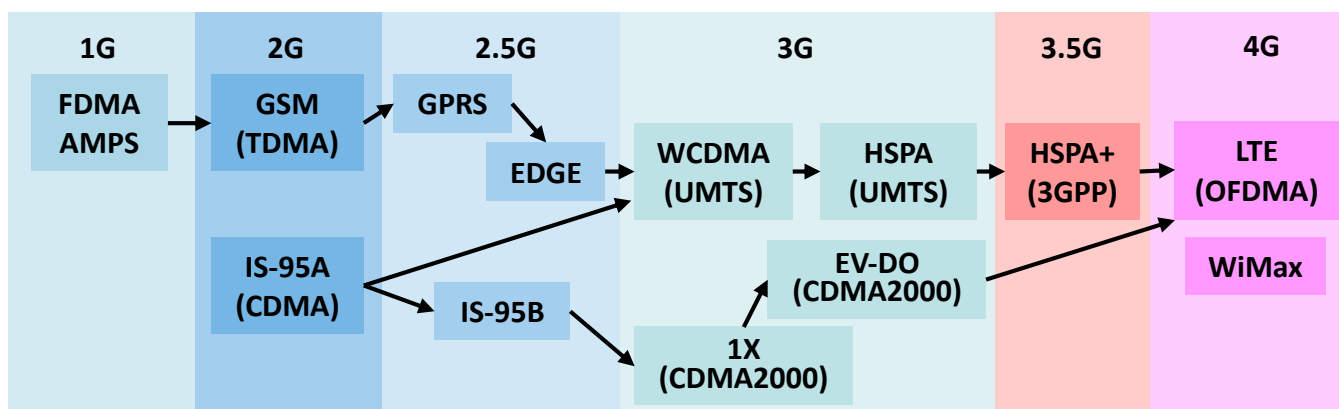 1G
2G
2.5G
3G
3.5G
4G
FDMA
AMPS
GSM
(TDMA)
GPRS
EDGE
WCDMA
(UMTS)
HSPA
(UMTS)
HSPA+
(3GPP)
LTE
(OFDMA)
IS-95A
(CDMA)
IS-95B
EV-DO
(CDMA2000)
1X
(CDMA2000)
WiMax